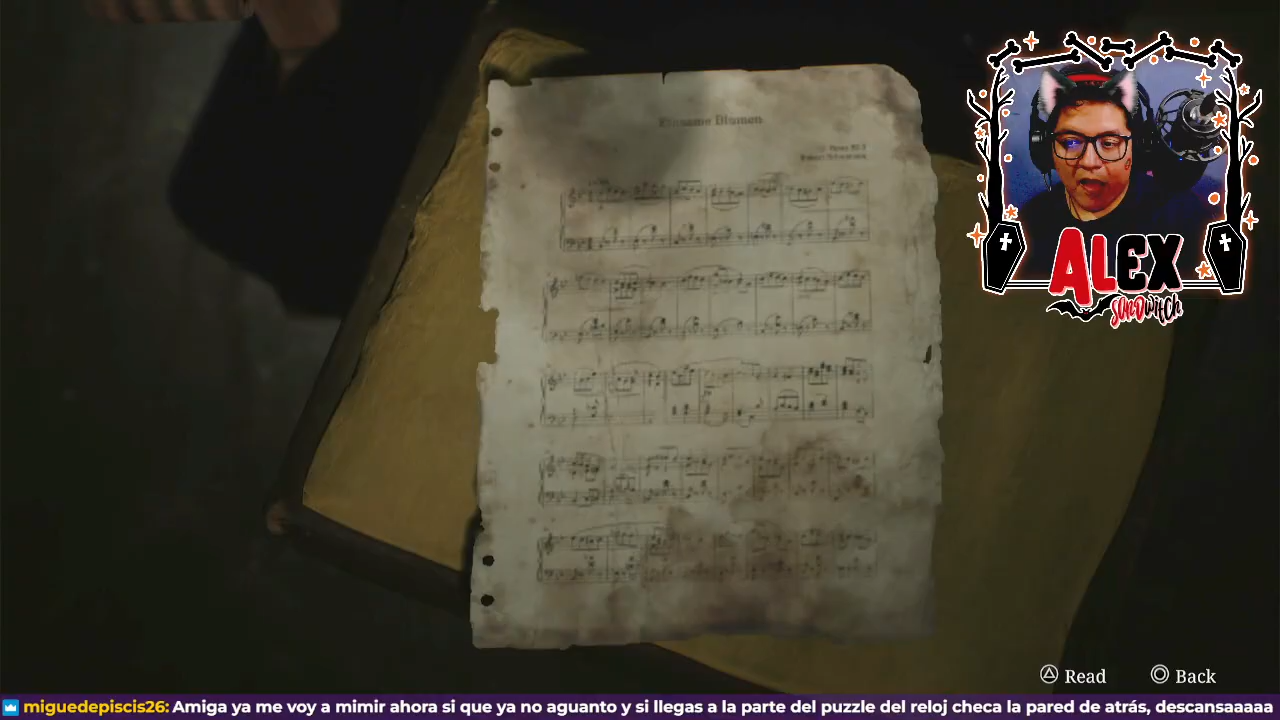 Einsame Blumen
ALEX
Read
Back
miguedepiscis26: Amiga ya me voy a mimir ahora si que ya no aguanto y si llegas a la parte del puzzle del reloj checa la pared de atrás, descansaaaaa